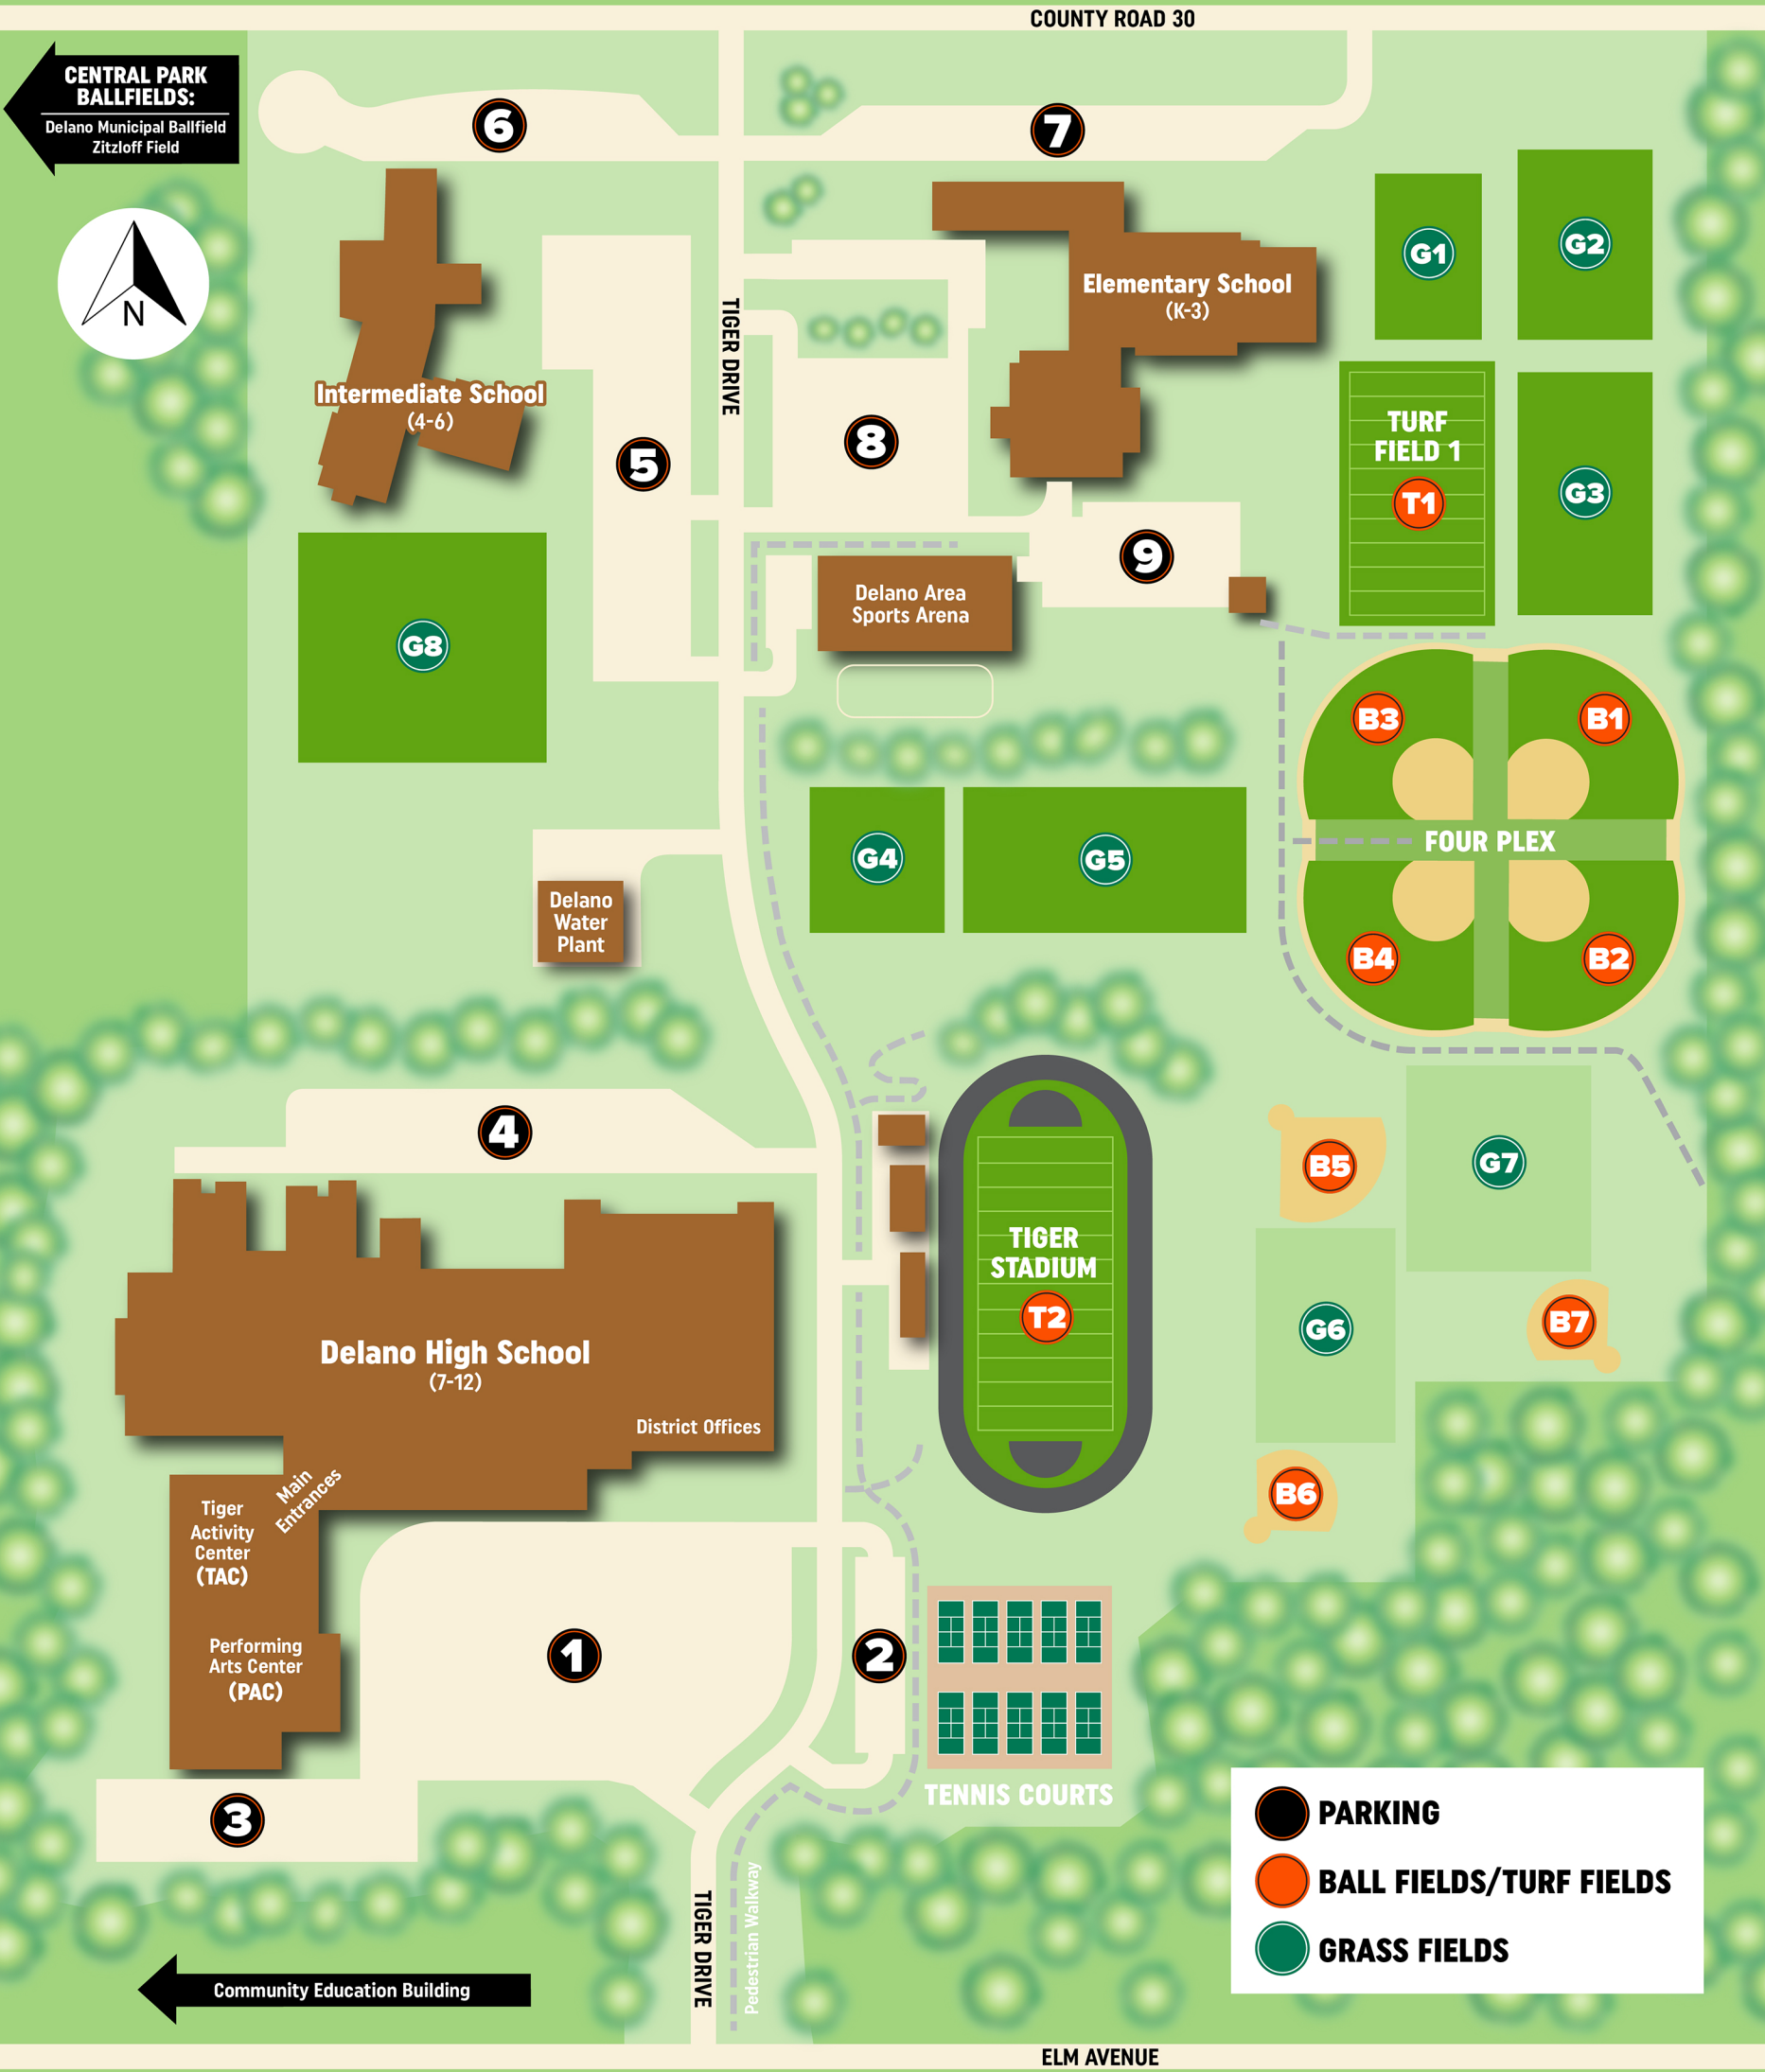 COUNTY ROAD 30
CENTRAL PARK
BALLFIELDS:
Delano Municipal Ballfield
Zitzloff Field
6
7
N
G1
G2
Elementary School
(K-3)
TIGER DRIVE
Intermediate School
(4-6)
5
8
TURF
FIELD 1
T1
G3
9
Delano Area
Sports Arena
G8
B3
B1
FOUR PLEX
G4
G5
Delano
Water
Plant
B4
B2
4
B5
G7
TIGER
STADIUM
T2
G6
B7
Delano High School
(7-12)
District Offices
Main
Entrances
B6
Tiger
Activity
Center
(TAC)
Performing
Arts Center
(PAC)
1
2
TENNIS COURTS
3
PARKING
BALL FIELDS/TURF FIELDS
GRASS FIELDS
TIGER DRIVE
Pedestrian Walkway
Community Education Building
ELM AVENUE